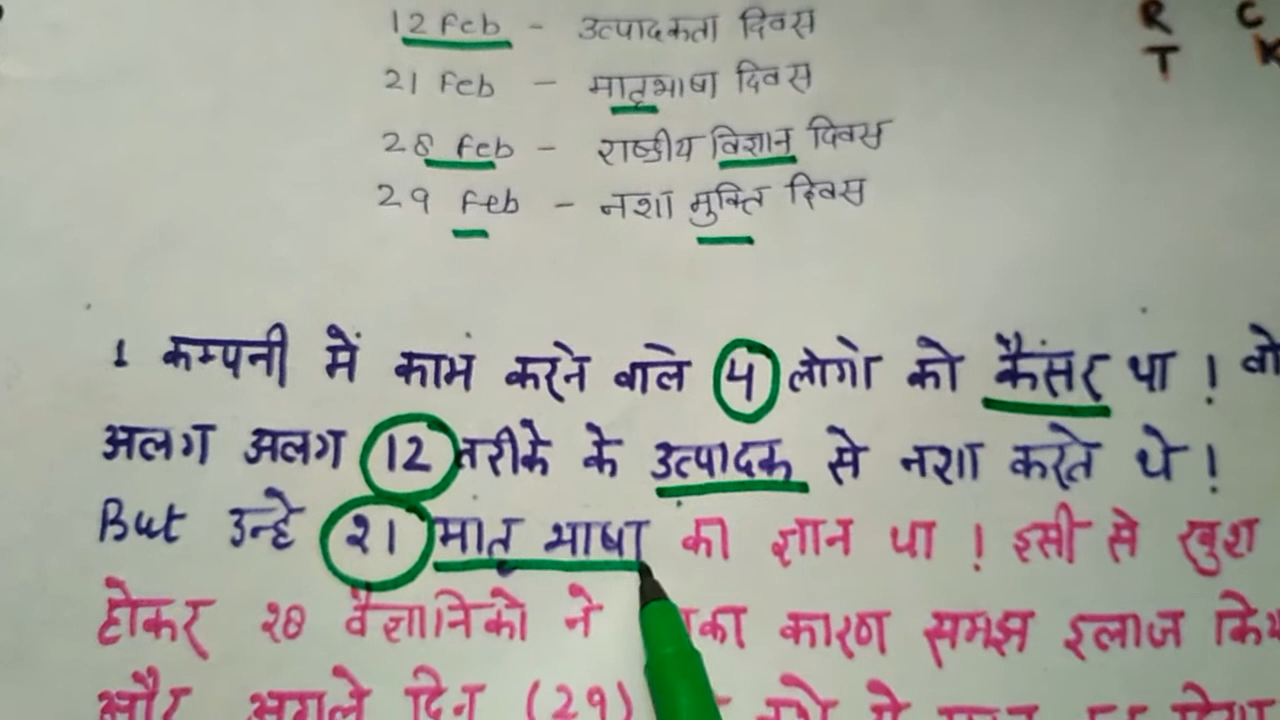 12 Feb - उत्पादकता दिवस
21 Feb - मातृभाषा दिवस
28 Feb - राष्ट्रीय विज्ञान दिवस
29 Feb - नशा मुक्ति दिवस
R C
T K
1 कम्पनी में काम करने वाले 4 लोगो को कैंसर था ! वो
अलग अलग 12 तरीके के उत्पादक से नशा करते थे !
But उन्हे 21 मातृ भाषा का ज्ञान था ! इसी से खुश
होकर 28 वैज्ञानिको ने कारण समझ इलाज
और अगले दिन (29)